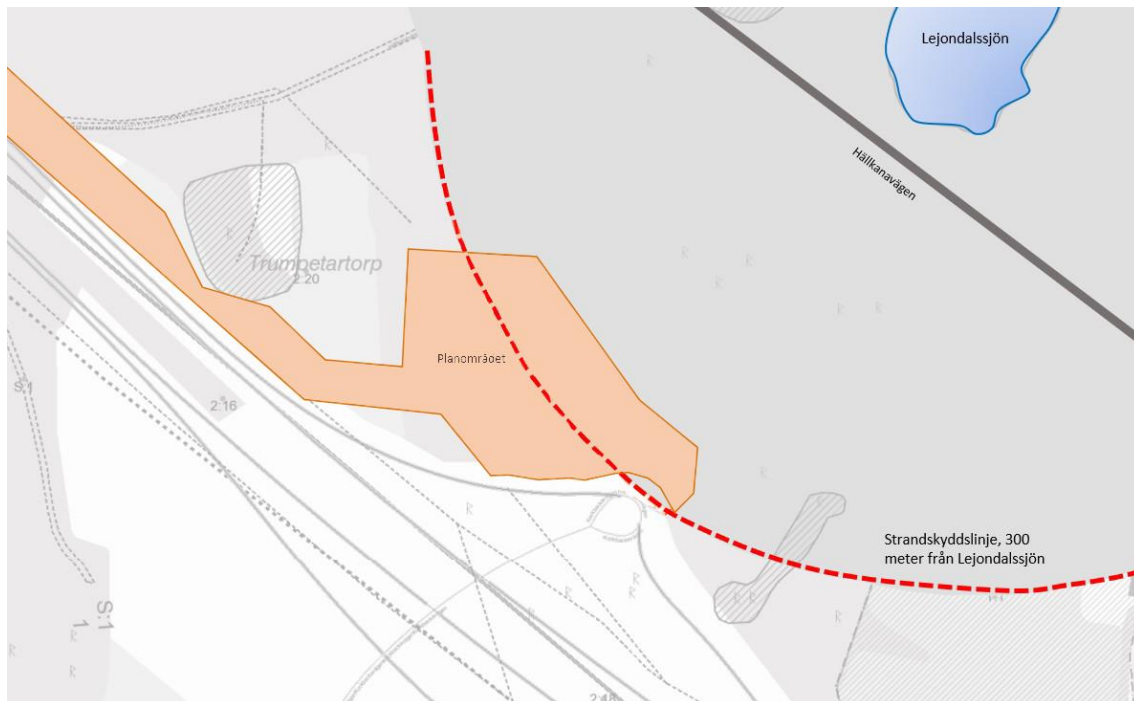 Lejondalssjön
Hällkanavägen
Trumpetartorp
2:20
Planområdet
S:1
2:16
Strandskyddslinje, 300
meter från Lejondalssjön
S:1
1